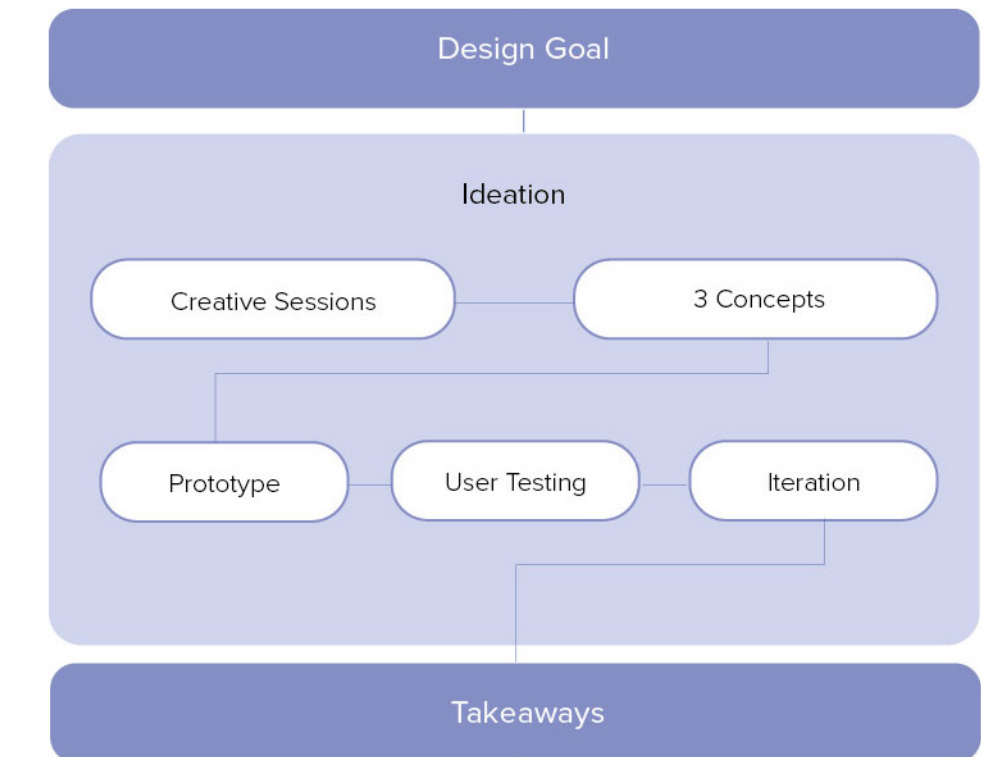 Design Goal
Ideation
Creative Sessions
3 Concepts
Prototype
User Testing
Iteration
Takeaways